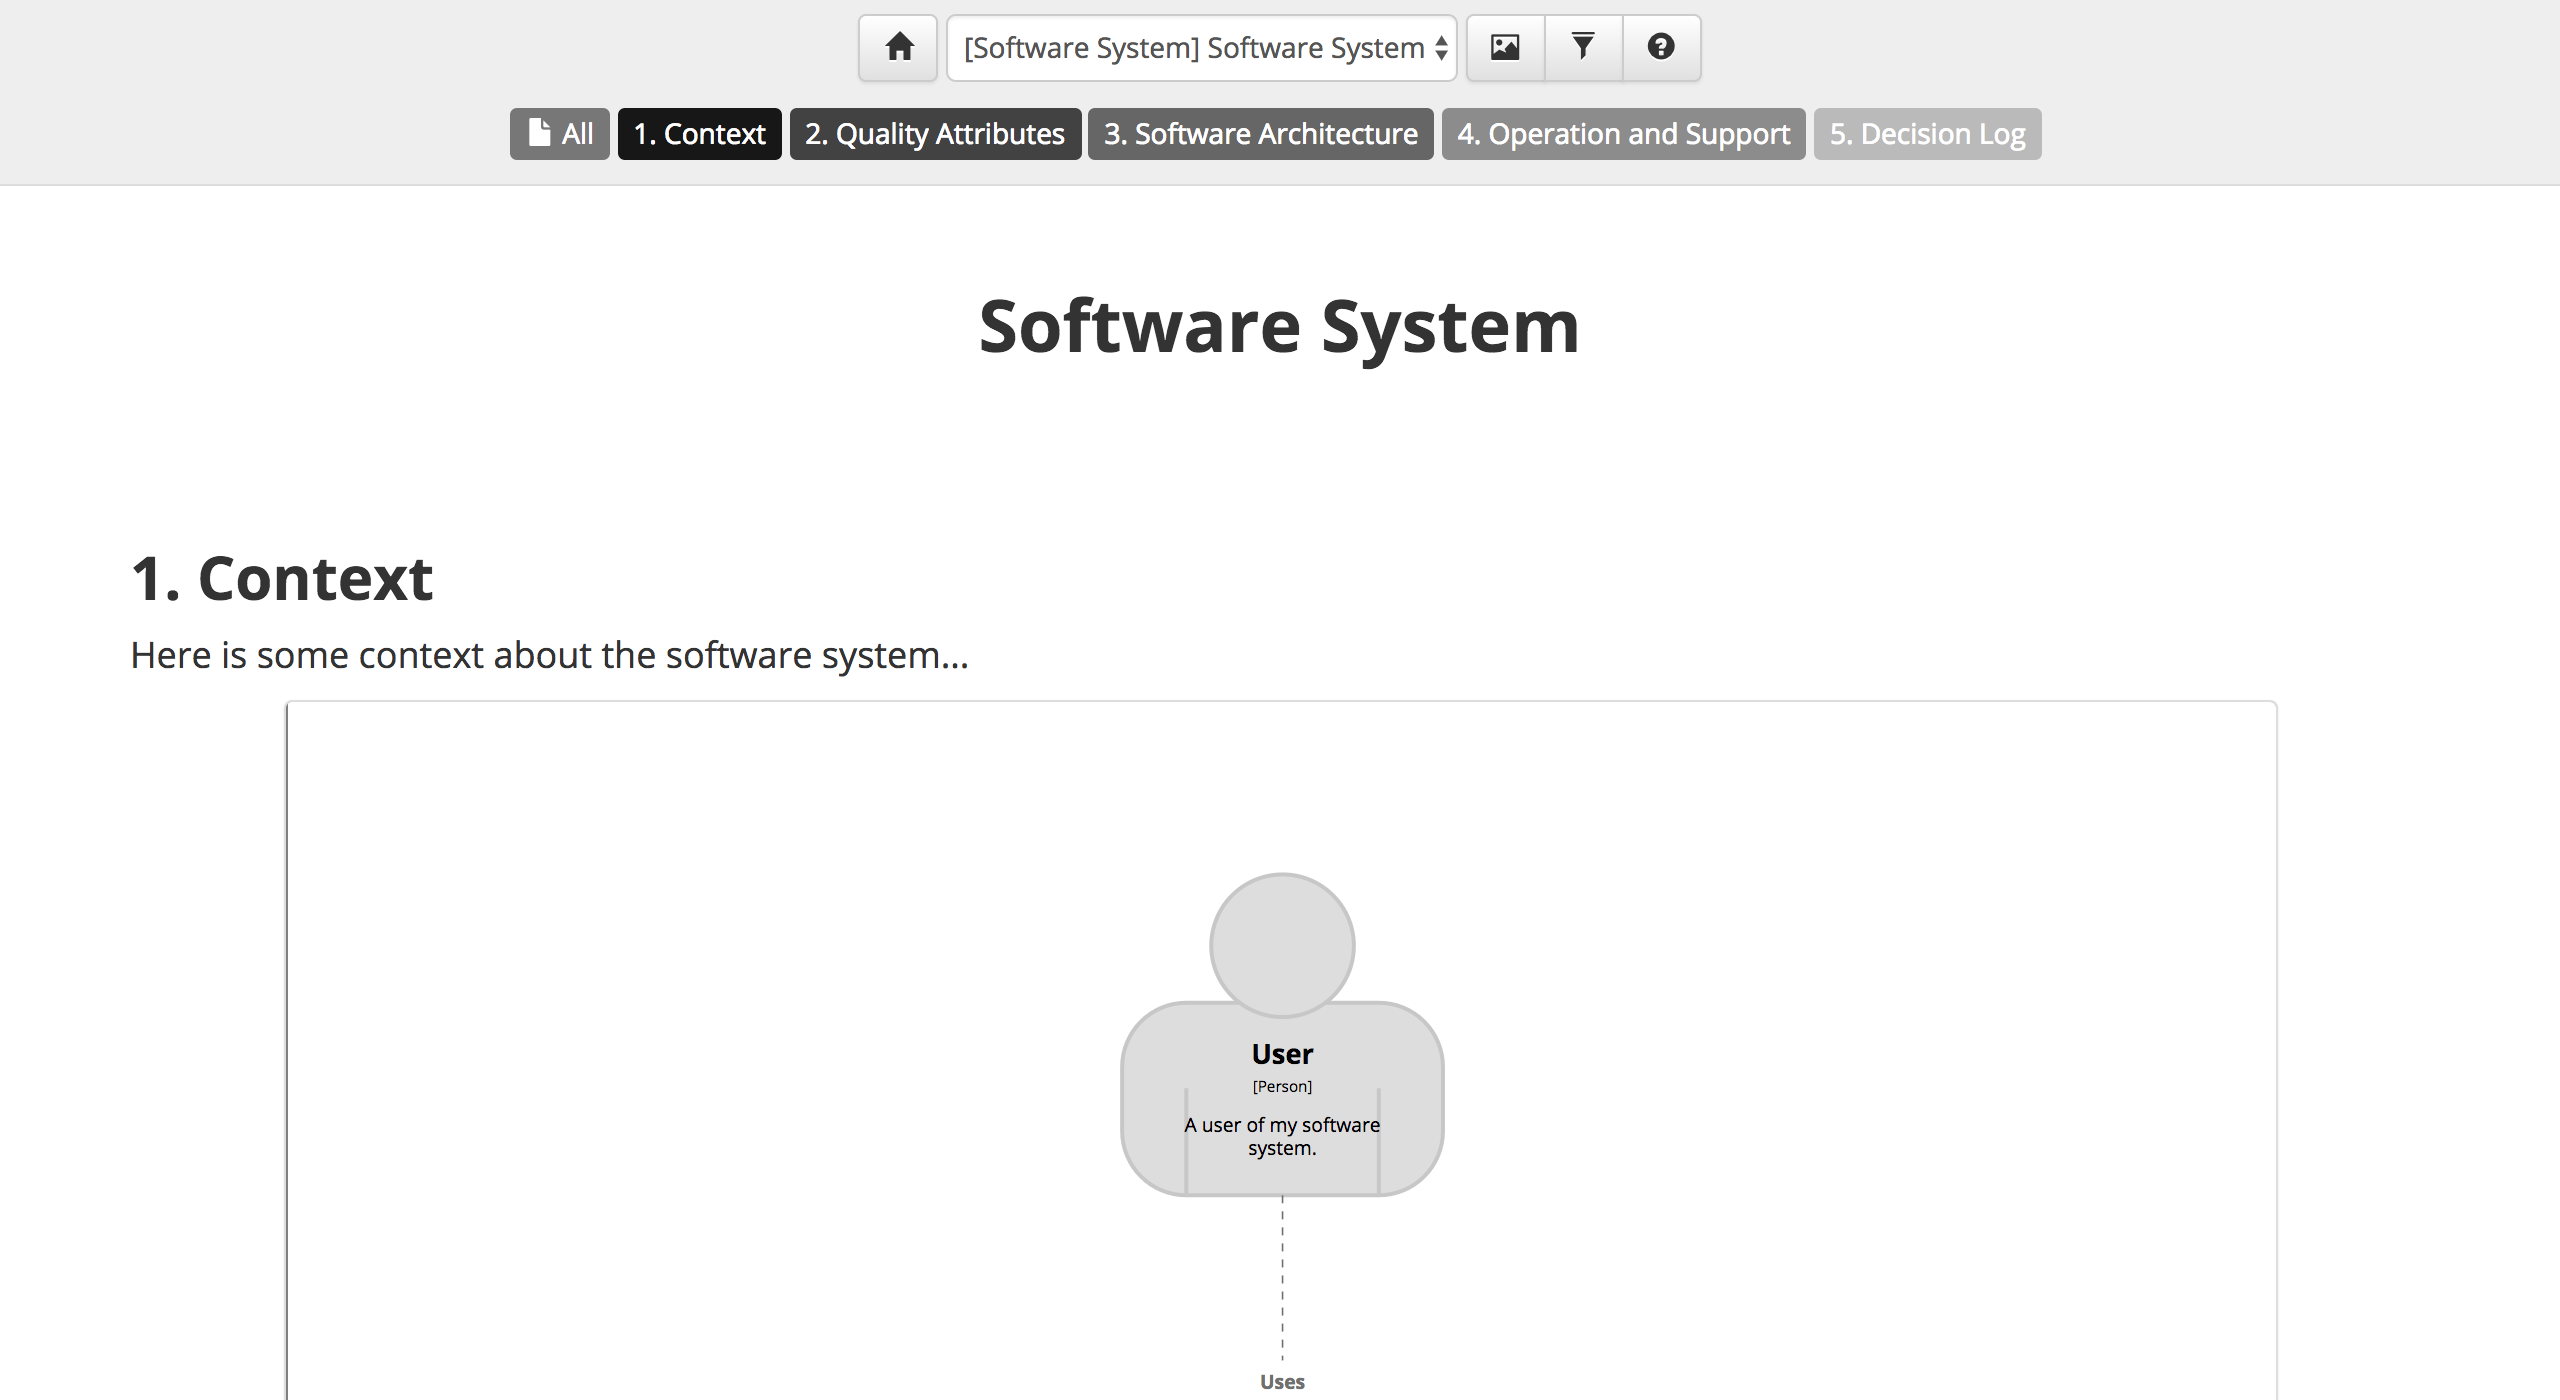 [Software System] Software System
All
1. Context
2. Quality Attributes
3. Software Architecture
4. Operation and Support
5. Decision Log
Software System
1. Context
Here is some context about the software system...
User
[Person]
A user of my software
system.
Uses